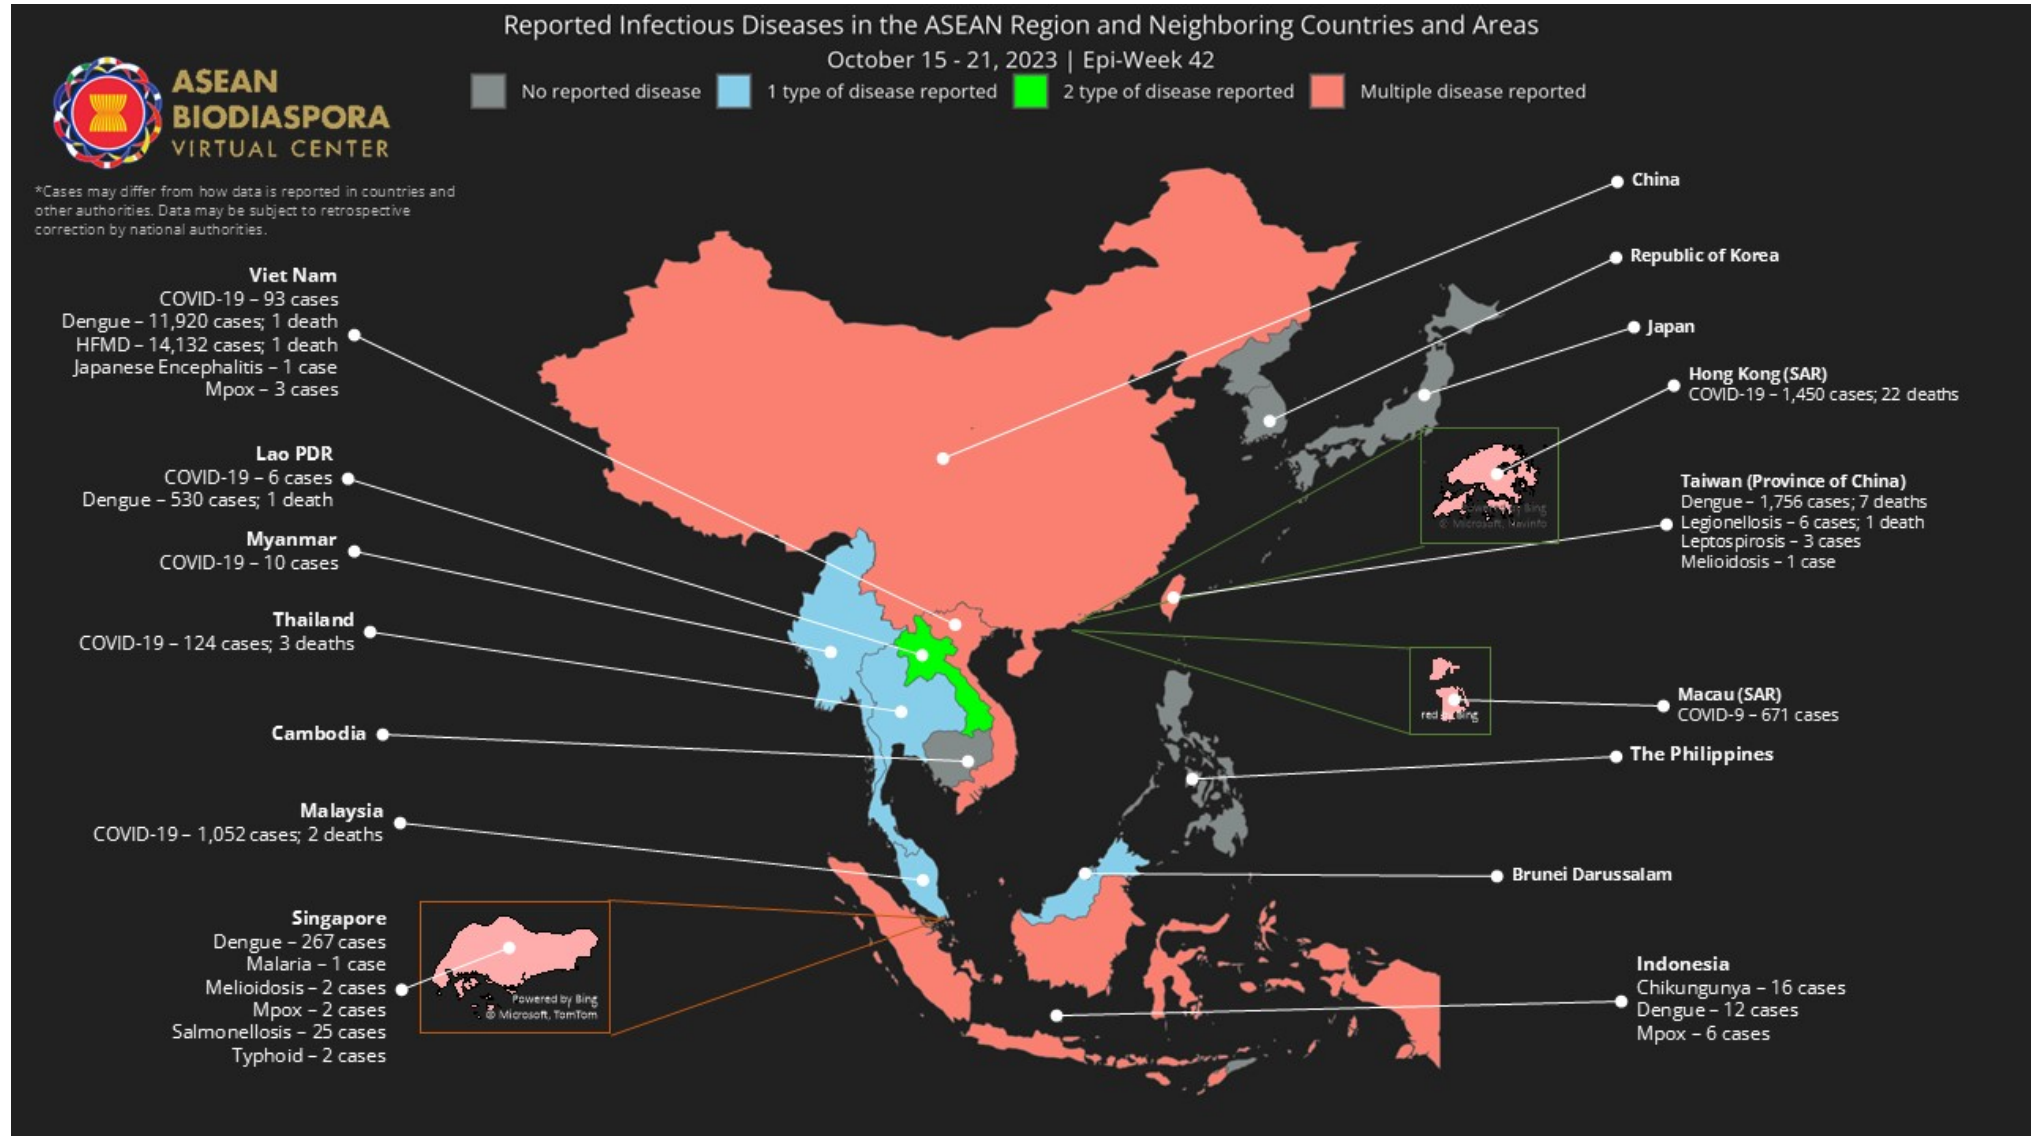 Reported Infectious Diseases in the ASEAN Region and Neighboring Countries and Areas
October 15 - 21, 2023 | Epi-Week 42
No reported disease
1 type of disease reported
2 type of disease reported
Multiple disease reported
ASEAN
BIODIASPORA
VIRTUAL CENTER
*Cases may differ from how data is reported in countries and
other authorities. Data may be subject to retrospective
correction by national authorities.
Viet Nam
COVID-19 – 93 cases
Dengue – 11,920 cases; 1 death
HFMD – 14,132 cases; 1 death
Japanese Encephalitis – 1 case
Mpox – 3 cases
Lao PDR
COVID-19 – 6 cases
Dengue – 530 cases; 1 death
Myanmar
COVID-19 – 10 cases
Thailand
COVID-19 – 124 cases; 3 deaths
Cambodia
Malaysia
COVID-19 – 1,052 cases; 2 deaths
Singapore
Dengue – 267 cases
Malaria – 1 case
Melioidosis – 2 cases
Mpox – 2 cases
Salmonellosis – 25 cases
Typhoid – 2 cases
Powered by Bing
© Microsoft, TomTom
China
Republic of Korea
Japan
Hong Kong (SAR)
COVID-19 – 1,450 cases; 22 deaths
Powered by Bing
© Microsoft, Navinfo
Taiwan (Province of China)
Dengue – 1,756 cases; 7 deaths
Legionellosis – 6 cases; 1 death
Leptospirosis – 3 cases
Melioidosis – 1 case
Macau (SAR)
COVID-9 – 671 cases
red Bing
The Philippines
Brunei Darussalam
Indonesia
Chikungunya – 16 cases
Dengue – 12 cases
Mpox – 6 cases